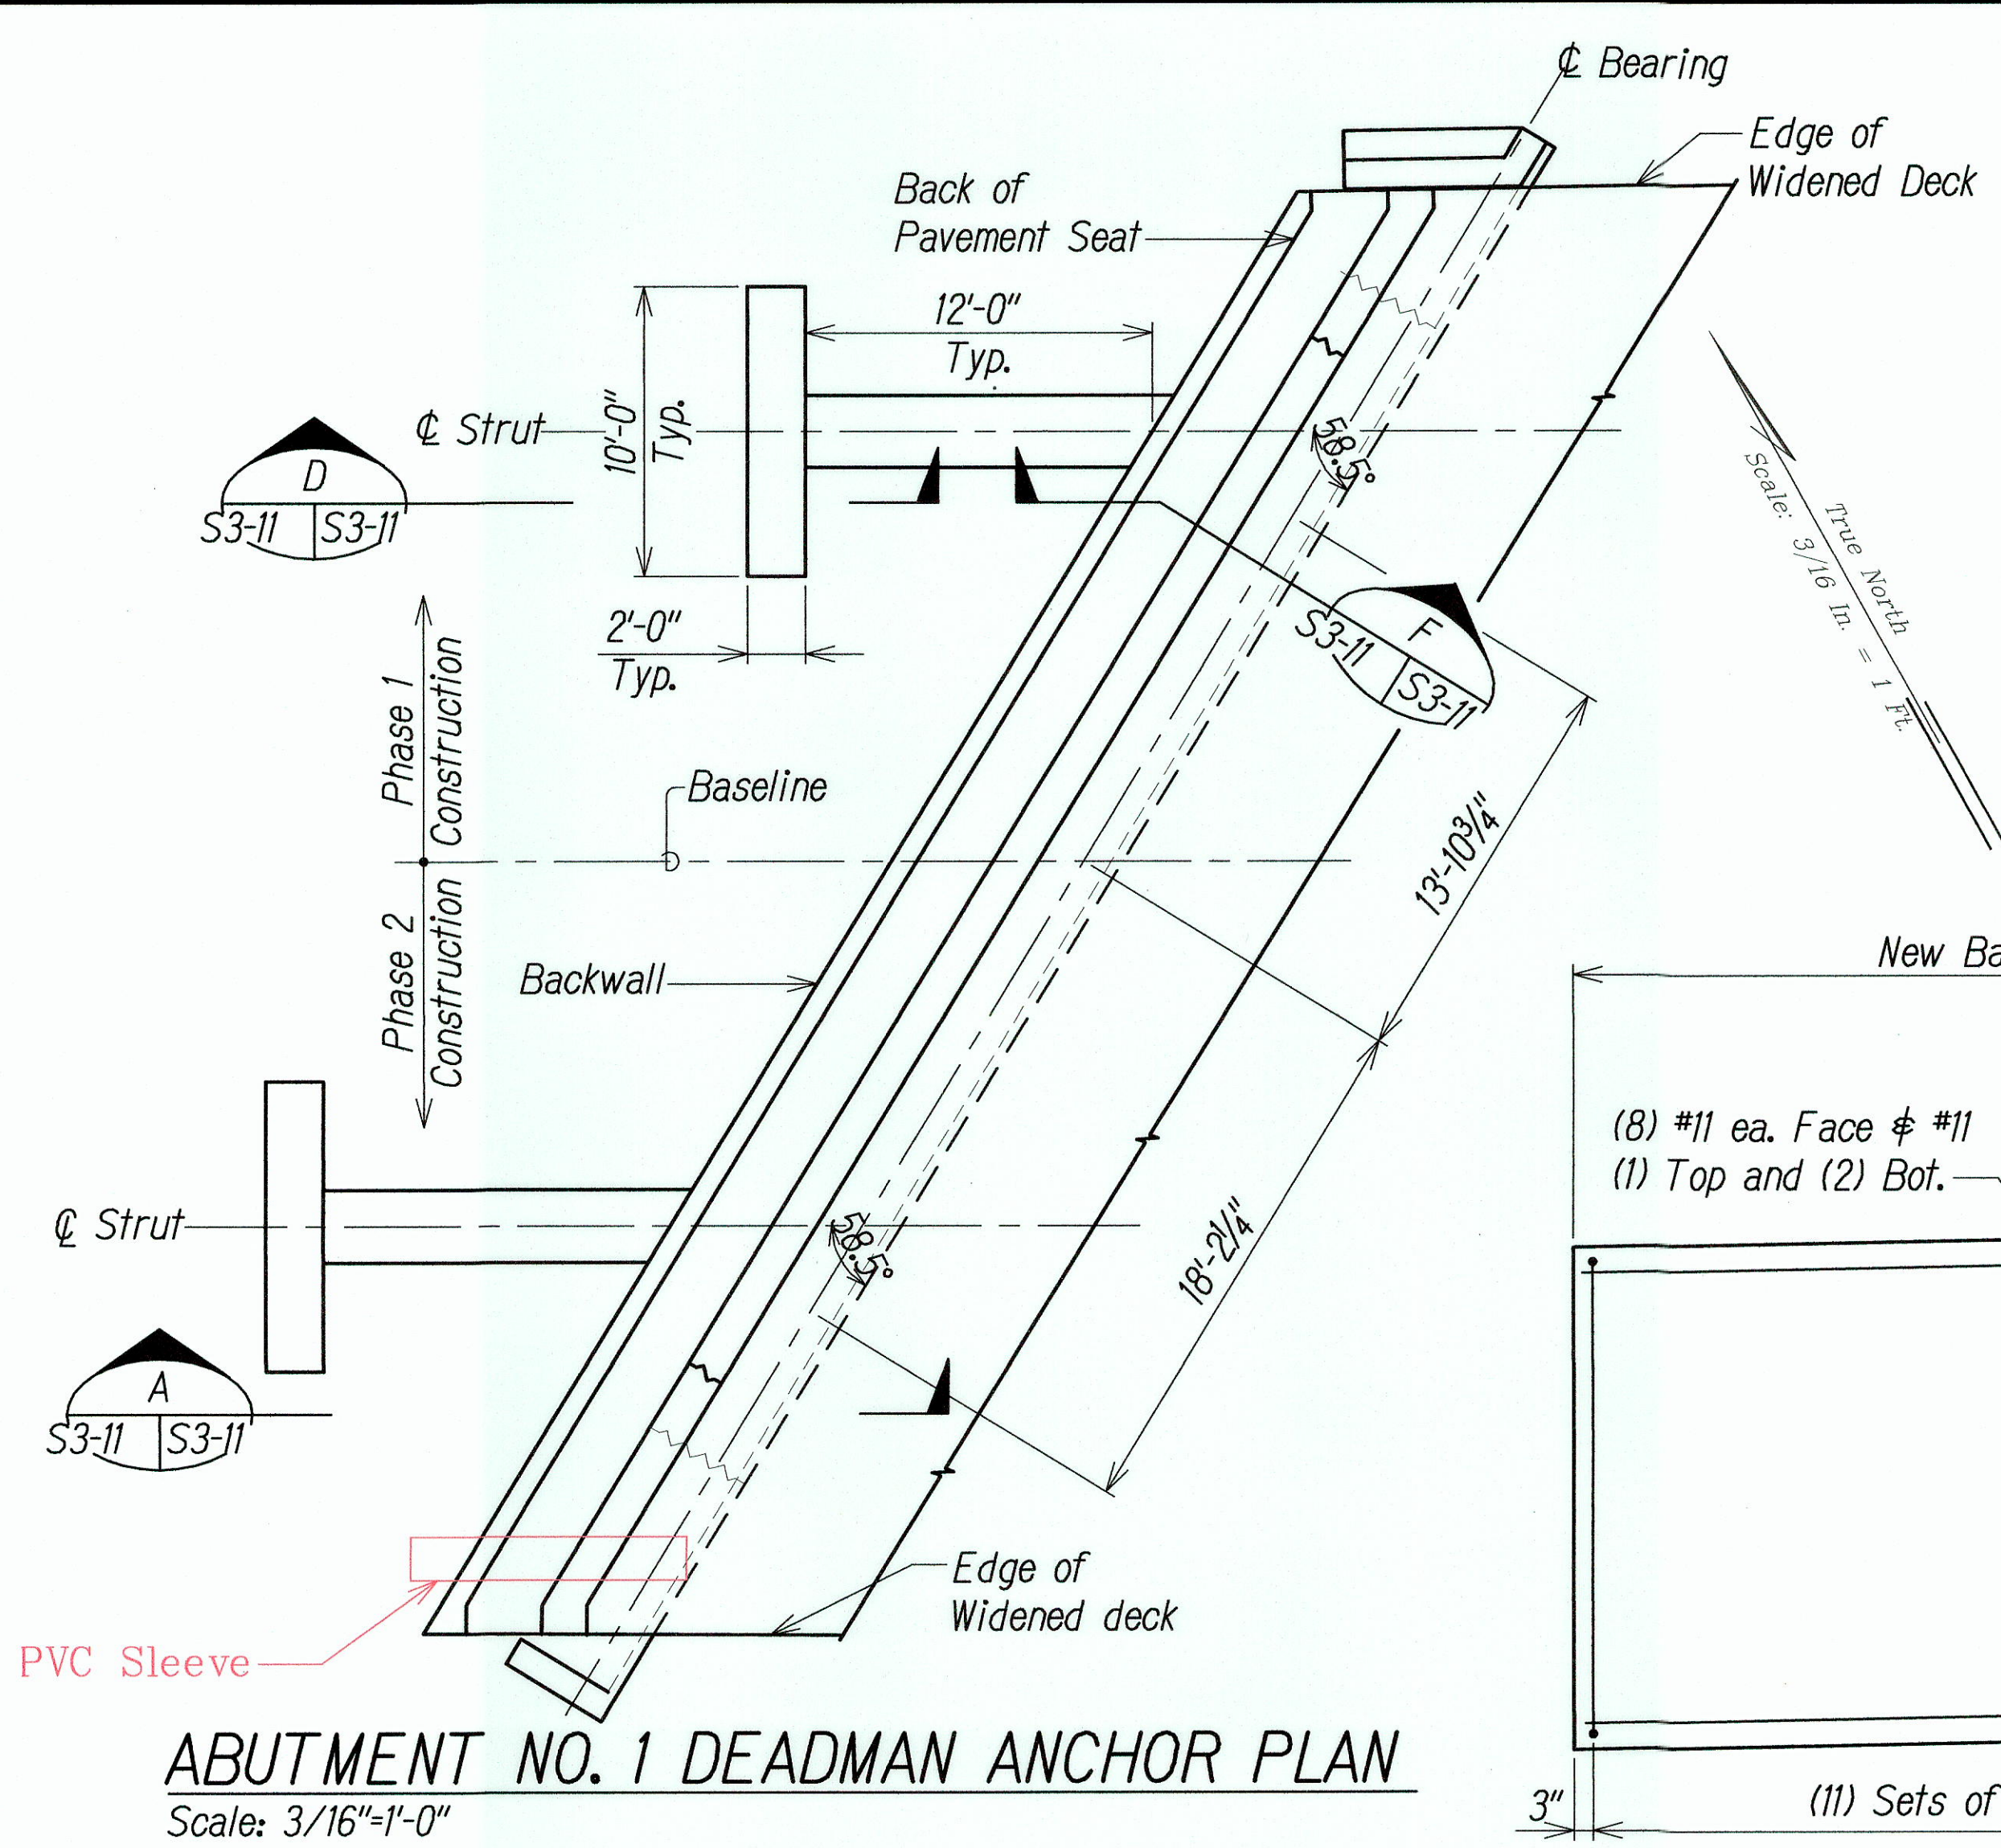 ℄ Bearing
Edge of
Widened Deck
Back of
Pavement Seat
12'-0"
Typ.
10'-0"
Typ.
℄ Strut
D
S3-11 S3-11
58.5°
True North
Scale: 3/16 In. = 1 Ft.
2'-0"
Typ.
F
S3-11
S3-11
Phase 1
Construction
Baseline
13'-10¾"
Phase 2
Construction
Backwall
New Ba
(8) #11 ea. Face & #11
(1) Top and (2) Bot.
℄ Strut
58.5°
18'-2¼"
A
S3-11 S3-11
Edge of
Widened deck
PVC Sleeve
ABUTMENT NO. 1 DEADMAN ANCHOR PLAN
Scale: 3/16"=1'-0"
3"
(11) Sets of